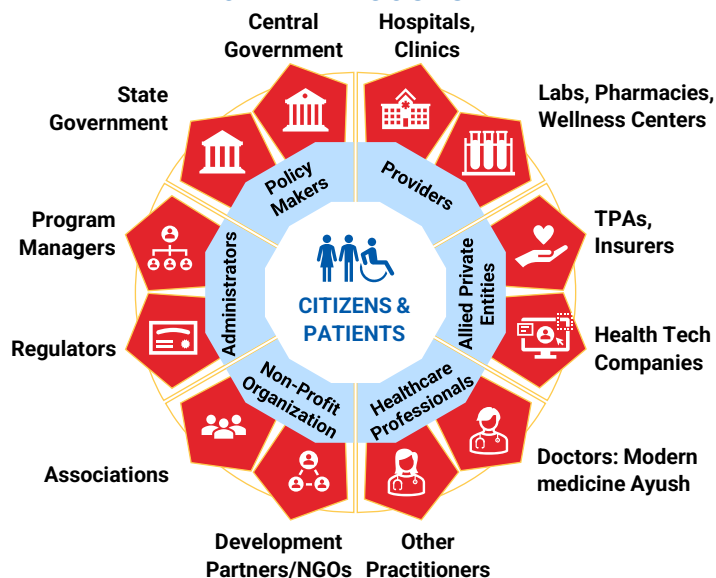 Central
Government
Hospitals,
Clinics
State
Government
Labs, Pharmacies,
Wellness Centers
Policy
Makers
Providers
Program
Managers
TPAs,
Insurers
Administrators
CITIZENS &
PATIENTS
Allied Private
Entities
Regulators
Health Tech
Companies
Non-Profit
Organization
Healthcare
Professionals
Associations
Doctors: Modern
medicine Ayush
Development
Partners/NGOs
Other
Practitioners